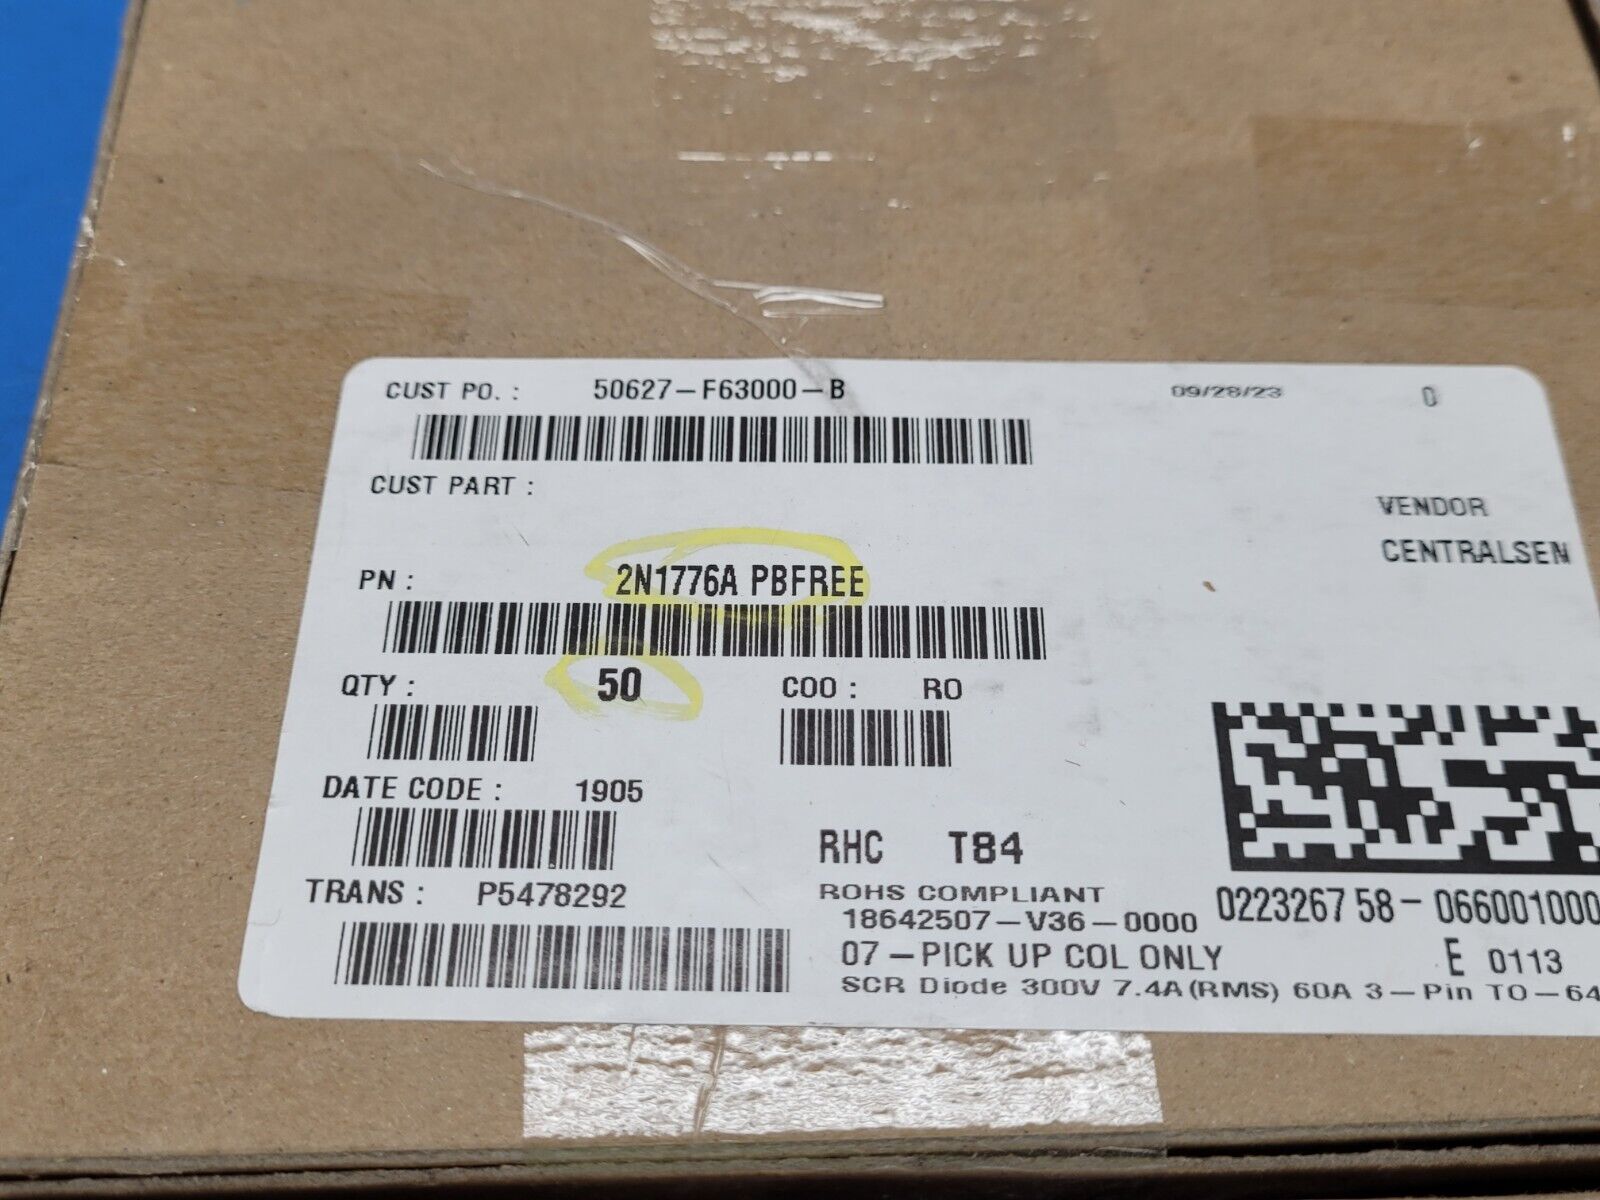 CUST PO. : 50627-F63000-B 09/28/23 0
CUST PART :
VENDOR
CENTRALSEN
PN : 2N1776A PBFREE
QTY : 50 COO : RO
DATE CODE : 1905
RHC T84
TRANS : P5478292
ROHS COMPLIANT
18642507-V36-0000
02232675 8-066001000
07-PICK UP COL ONLY
E 0113
SCR Diode 300V 7.4A(RMS) 60A 3-Pin TO-64